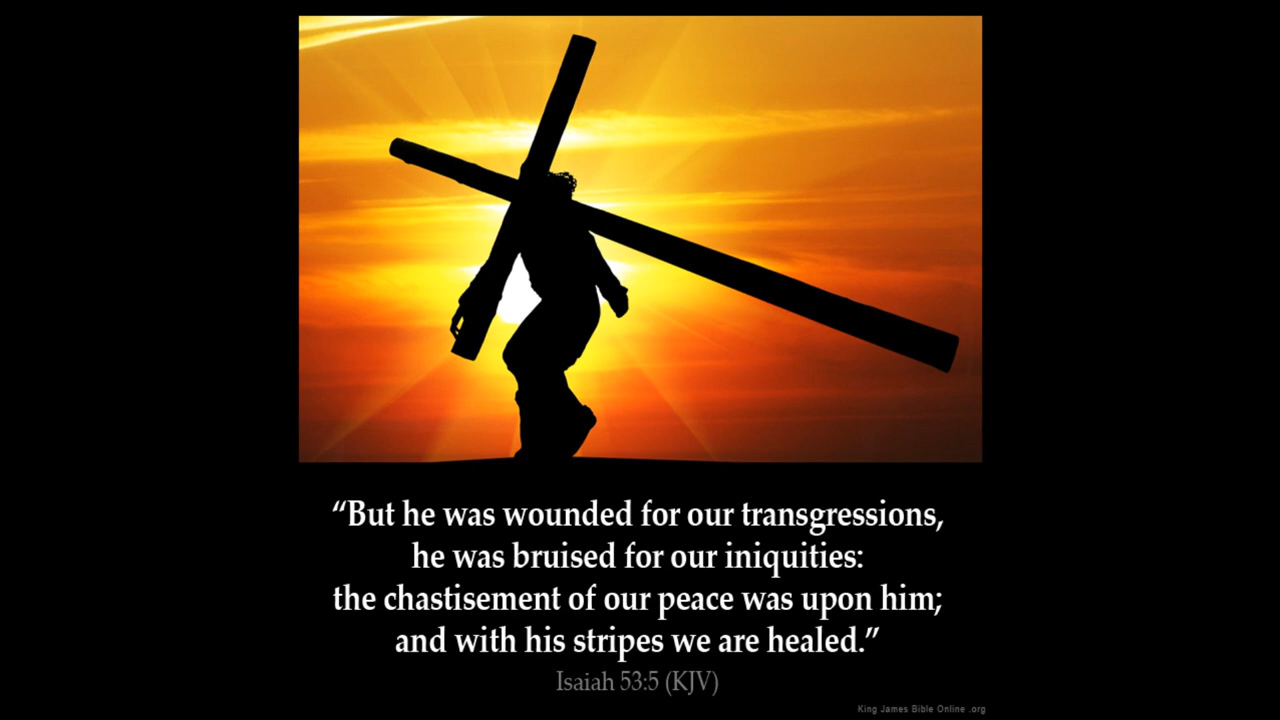 “But he was wounded for our transgressions,
he was bruised for our iniquities:
the chastisement of our peace was upon him;
and with his stripes we are healed.”
Isaiah 53:5 (KJV)
King James Bible Online .org